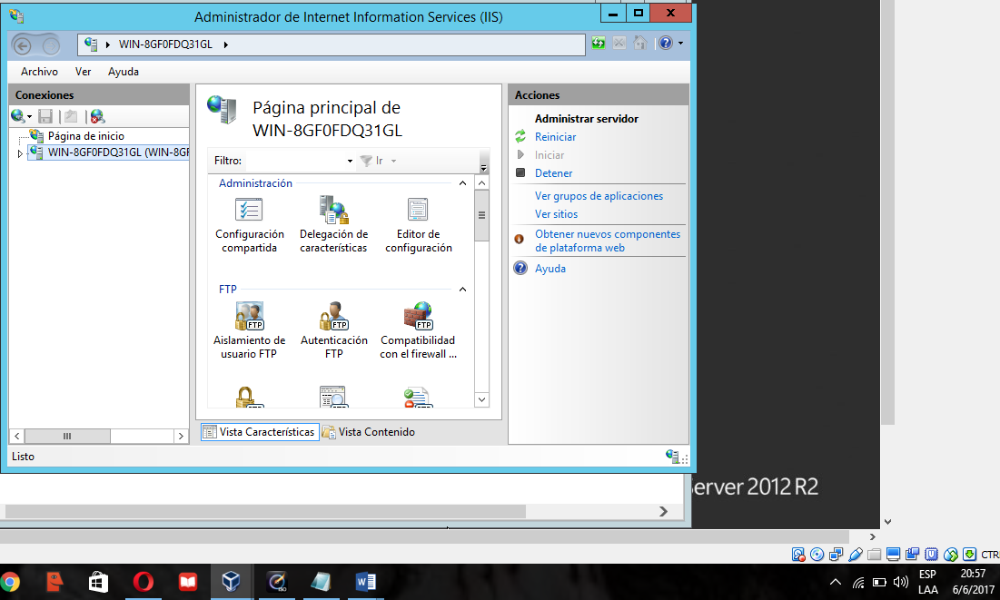 Administrador de Internet Information Services (IIS)
WIN-8GF0FDQ31GL
Archivo Ver Ayuda
Conexiones
Página de inicio
WIN-8GF0FDQ31GL (WIN-8GF
Página principal de
WIN-8GF0FDQ31GL
Filtro:
Ir
Administración
Configuración
compartida
Delegación de
características
Editor de
configuración
FTP
Aislamiento de
usuario FTP
Autenticación
FTP
Compatibilidad
con el firewall ...
Vista Características
Vista Contenido
Acciones
Administrar servidor
Reiniciar
Iniciar
Detener
Ver grupos de aplicaciones
Ver sitios
Obtener nuevos componentes
de plataforma web
Ayuda
Listo
Server 2012 R2
CTR
ESP
LAA
20:57
6/6/2017